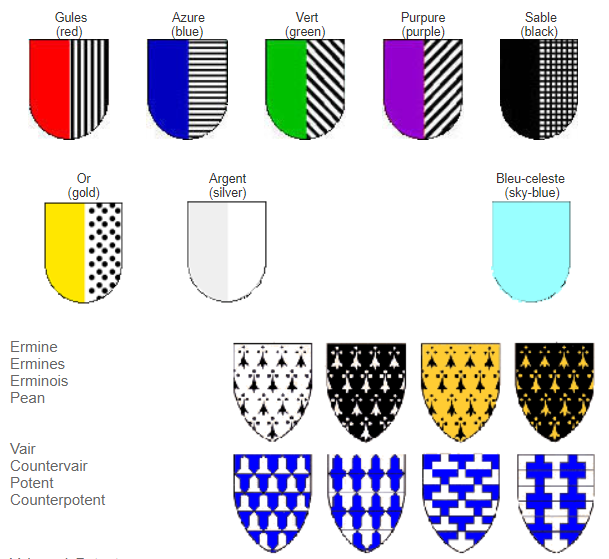 Gules
(red)
Azure
(blue)
Vert
(green)
Purpure
(purple)
Sable
(black)
Or
(gold)
Argent
(silver)
Bleu-celeste
(sky-blue)
Ermine
Ermines
Erminois
Pean
Vair
Countervair
Potent
Counterpotent